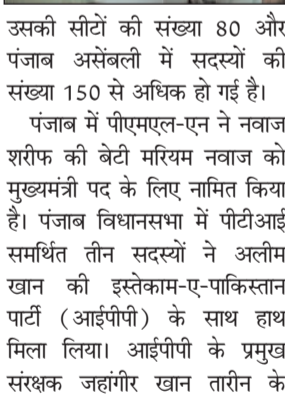 उसकी सीटों की संख्या 80 और
पंजाब असेंबली में सदस्यों की
संख्या 150 से अधिक हो गई है।
पंजाब में पीएमएल-एन ने नवाज
शरीफ की बेटी मरियम नवाज को
मुख्यमंत्री पद के लिए नामित किया
है। पंजाब विधानसभा में पीटीआई
समर्थित तीन सदस्यों ने अलीम
खान की इस्तेकाम-ए-पाकिस्तान
पार्टी (आईपीपी) के साथ हाथ
मिला लिया। आईपीपी के प्रमुख
संरक्षक जहांगीर खान तारीन के